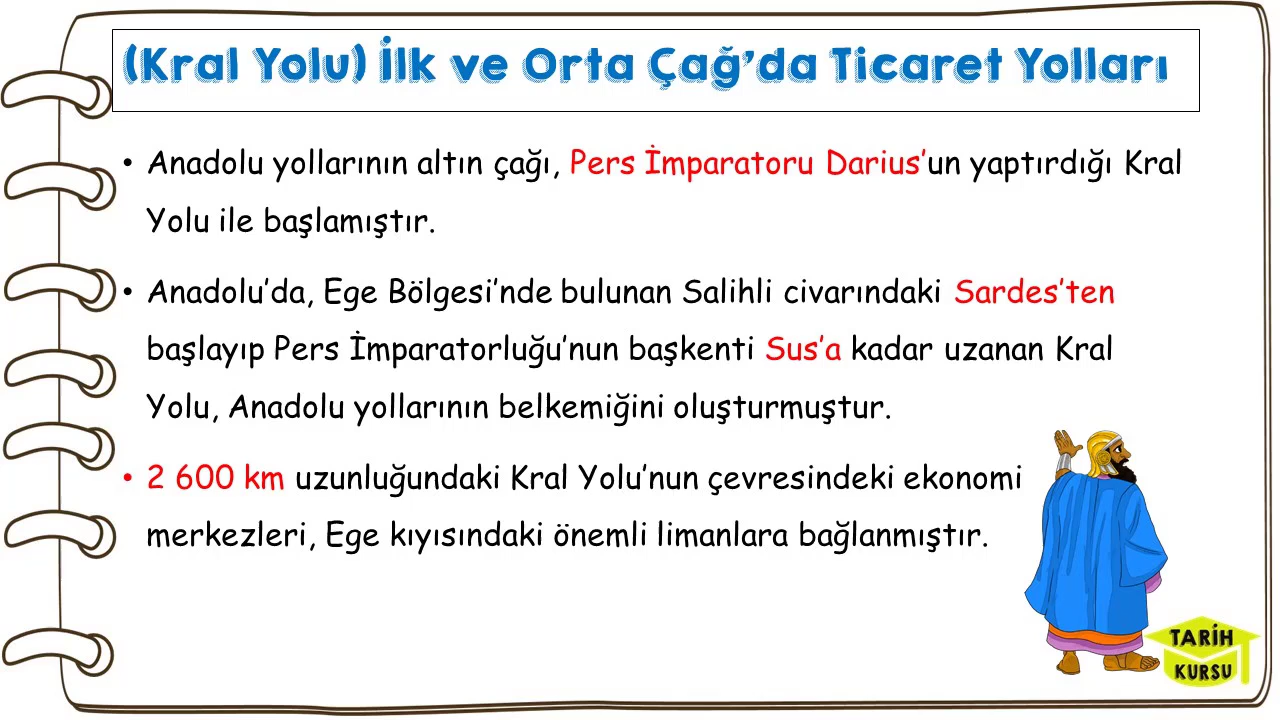 (Kral Yolu) İlk ve Orta Çağ’da Ticaret Yolları
• Anadolu yollarının altın çağı, Pers İmparatoru Darius’un yaptırdığı Kral
Yolu ile başlamıştır.
• Anadolu’da, Ege Bölgesi’nde bulunan Salihli civarındaki Sardes’ten
başlayıp Pers İmparatorluğu’nun başkenti Sus’a kadar uzanan Kral
Yolu, Anadolu yollarının belkemiğini oluşturmuştur.
• 2 600 km uzunluğundaki Kral Yolu’nun çevresindeki ekonomi
merkezleri, Ege kıyısındaki önemli limanlara bağlanmıştır.
TARİH
KURSU